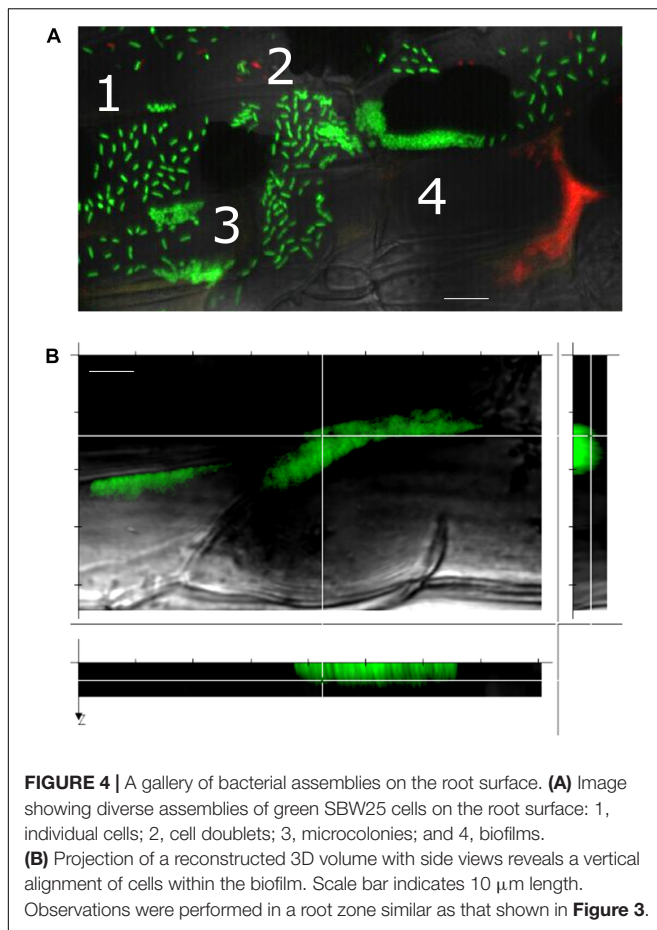 A
1
2
3
4
B
Z
FIGURE 4 | A gallery of bacterial assemblies on the root surface. (A) Image
showing diverse assemblies of green SBW25 cells on the root surface: 1,
individual cells; 2, cell doublets; 3, microcolonies; and 4, biofilms.
(B) Projection of a reconstructed 3D volume with side views reveals a vertical
alignment of cells within the biofilm. Scale bar indicates 10 μm length.
Observations were performed in a root zone similar as that shown in Figure 3.